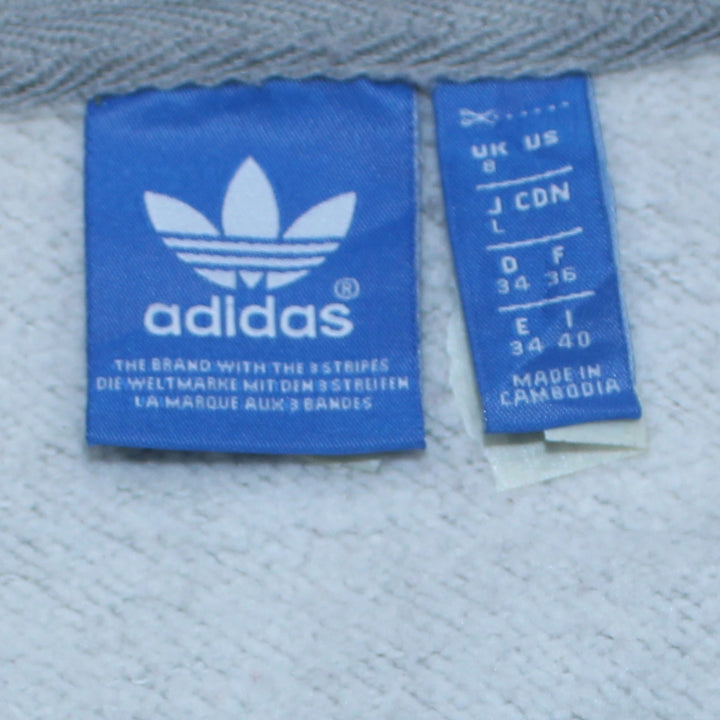 adidas®
THE BRAND WITH THE 3 STRIPES
DIE WELTMARKE MIT DEN 3 STREIFEN
LA MARQUE AUX 3 BANDES
UK US
8
J CDN
L
D F
34 36
E I
34 40
MADE IN
CAMBODIA